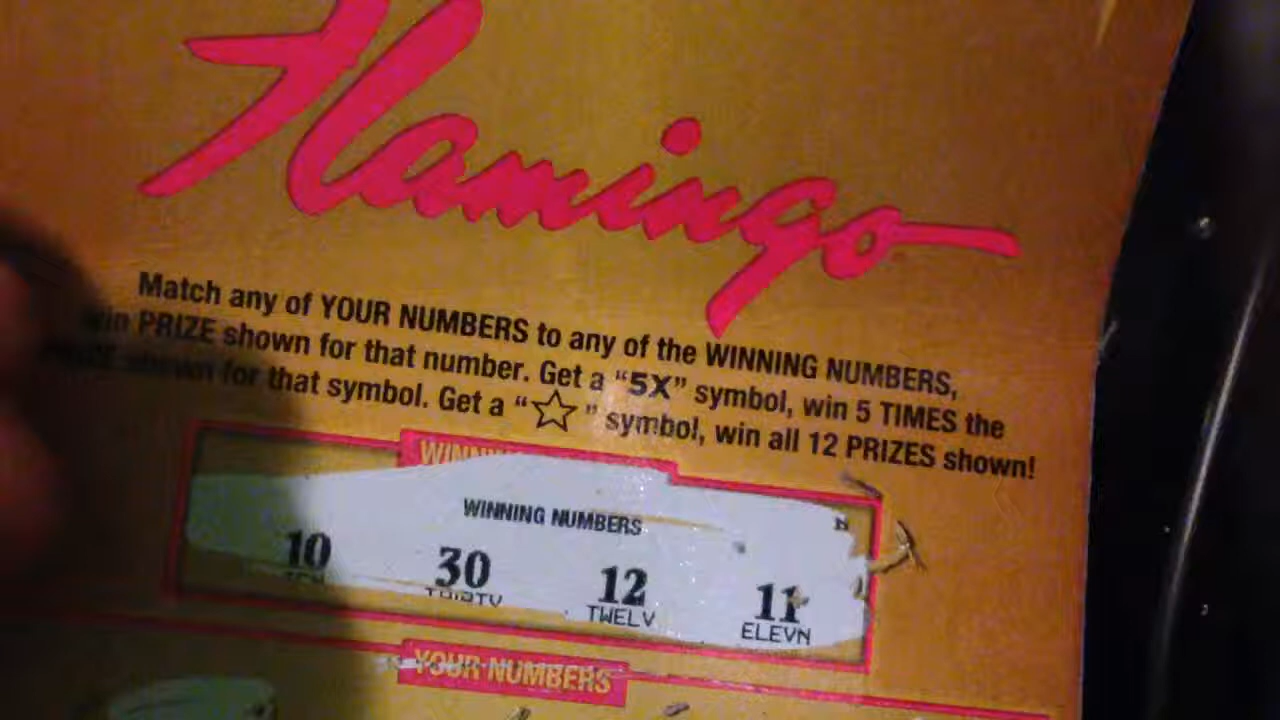 Flamingo
Match any of YOUR NUMBERS to any of the WINNING NUMBERS,
win PRIZE shown for that number. Get a "5X" symbol, win 5 TIMES the
shown for that symbol. Get a "☆" symbol, win all 12 PRIZES shown!
WINNING NUMBERS
10 30 12 11
THIRTY TWELV ELEVN
YOUR NUMBERS